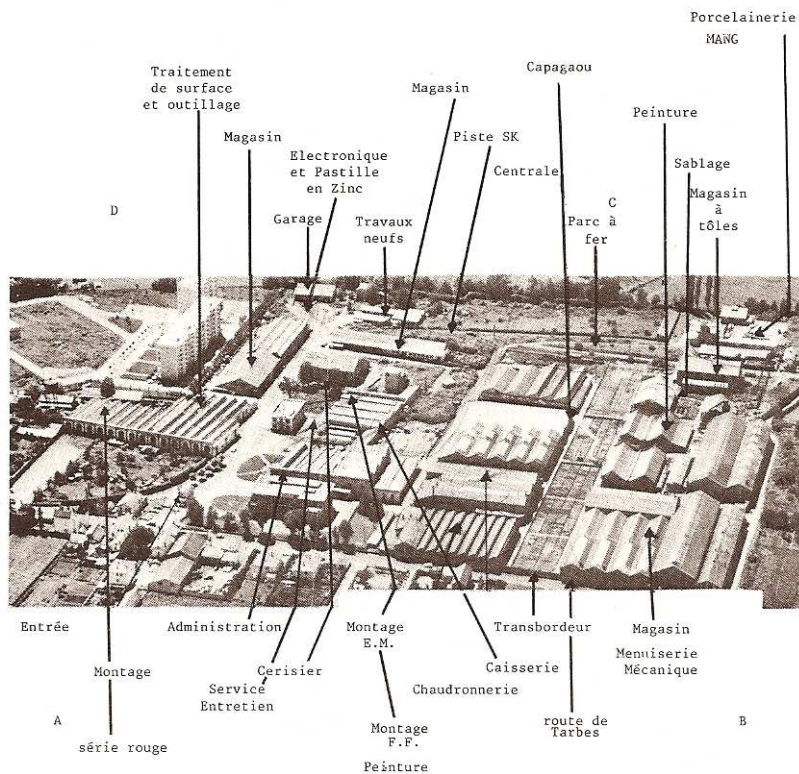 Porcelainerie
MANG
Traitement
de surface
et outillage
Capagaou
Magasin
Peinture
Magasin
Electronique
et Pastille
en Zinc
Piste SK
Centrale
Sablage
Magasin
à
tôles
D
C
Garage
Travaux
neufs
Parc à
fer
Entrée
Administration
Montage
E.M.
Transbordeur
Magasin
Menuiserie
Mécanique
Montage
Cerisier
Caisserie
Service
Entretien
Chaudronnerie
A
B
série rouge
Montage
F.F.
route de
Tarbes
Peinture